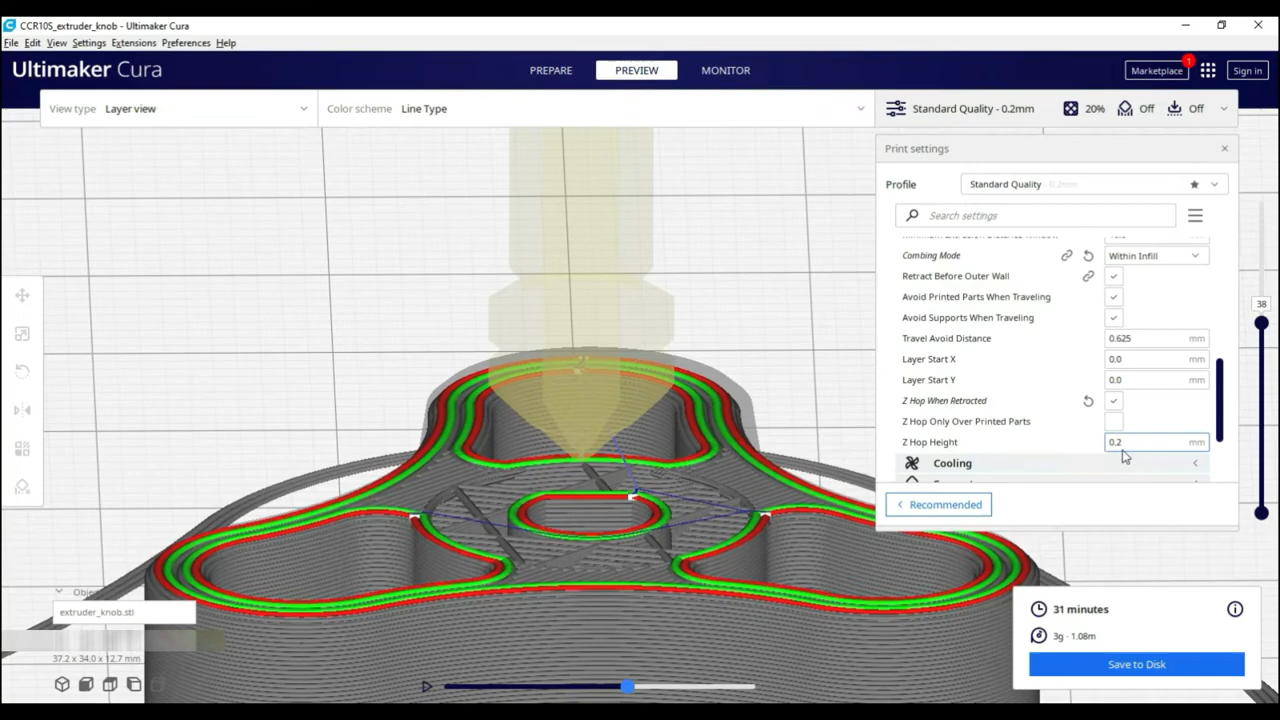 CCR10S_extruder_knob - Ultimaker Cura
File Edit View Settings Extensions Preferences Help
Ultimaker Cura
PREPARE PREVIEW MONITOR
Marketplace 1 Sign in
View type Layer view
Color scheme Line Type
Standard Quality - 0.2mm 20% Off Off
Print settings
Profile Standard Quality - 0.2mm
Search settings
Combing Mode Within Infill
Retract Before Outer Wall
Avoid Printed Parts When Traveling
Avoid Supports When Traveling
Travel Avoid Distance 0.625 mm
38
Layer Start X 0.0 mm
Layer Start Y 0.0 mm
Z Hop When Retracted
Z Hop Only Over Printed Parts
Z Hop Height 0.2 mm
Cooling
Recommended
extruder_knob.stl
37.2 x 34.0 x 12.7 mm
31 minutes
3g · 1.08m
Save to Disk